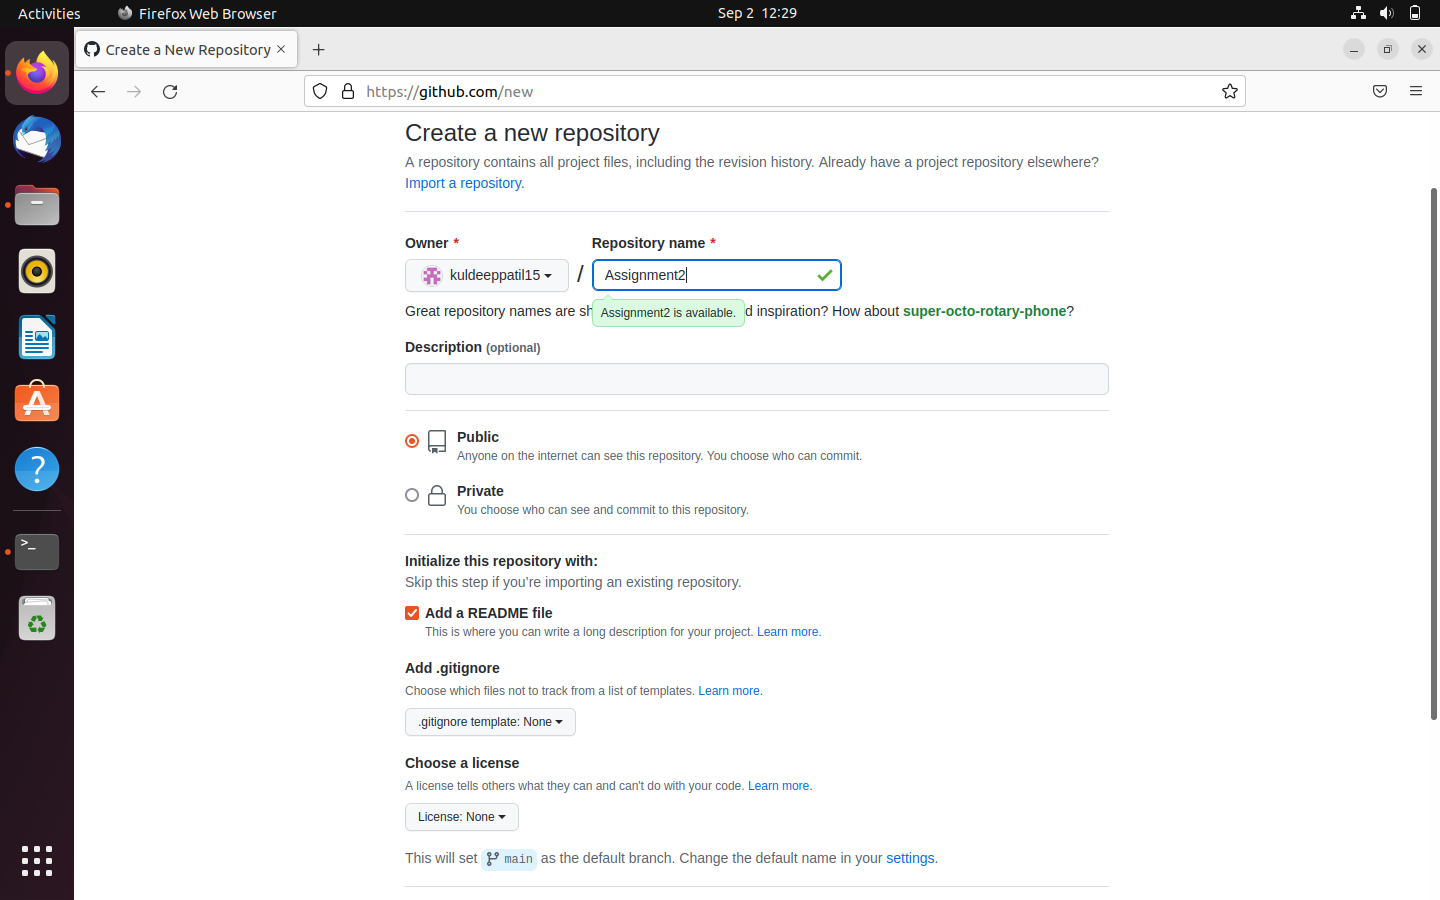 Activities Firefox Web Browser Sep 2 12:29
Create a New Repository
https://github.com/new
Create a new repository
A repository contains all project files, including the revision history. Already have a project repository elsewhere?
Import a repository.
Owner * Repository name *
kuldeeppatil15 / Assignment2
Great repository names are sh d inspiration? How about super-octo-rotary-phone?
Assignment2 is available.
Description (optional)
Public
Anyone on the internet can see this repository. You choose who can commit.
Private
You choose who can see and commit to this repository.
Initialize this repository with:
Skip this step if you’re importing an existing repository.
Add a README file
This is where you can write a long description for your project. Learn more.
Add .gitignore
Choose which files not to track from a list of templates. Learn more.
.gitignore template: None
Choose a license
A license tells others what they can and can't do with your code. Learn more.
License: None
This will set main as the default branch. Change the default name in your settings.